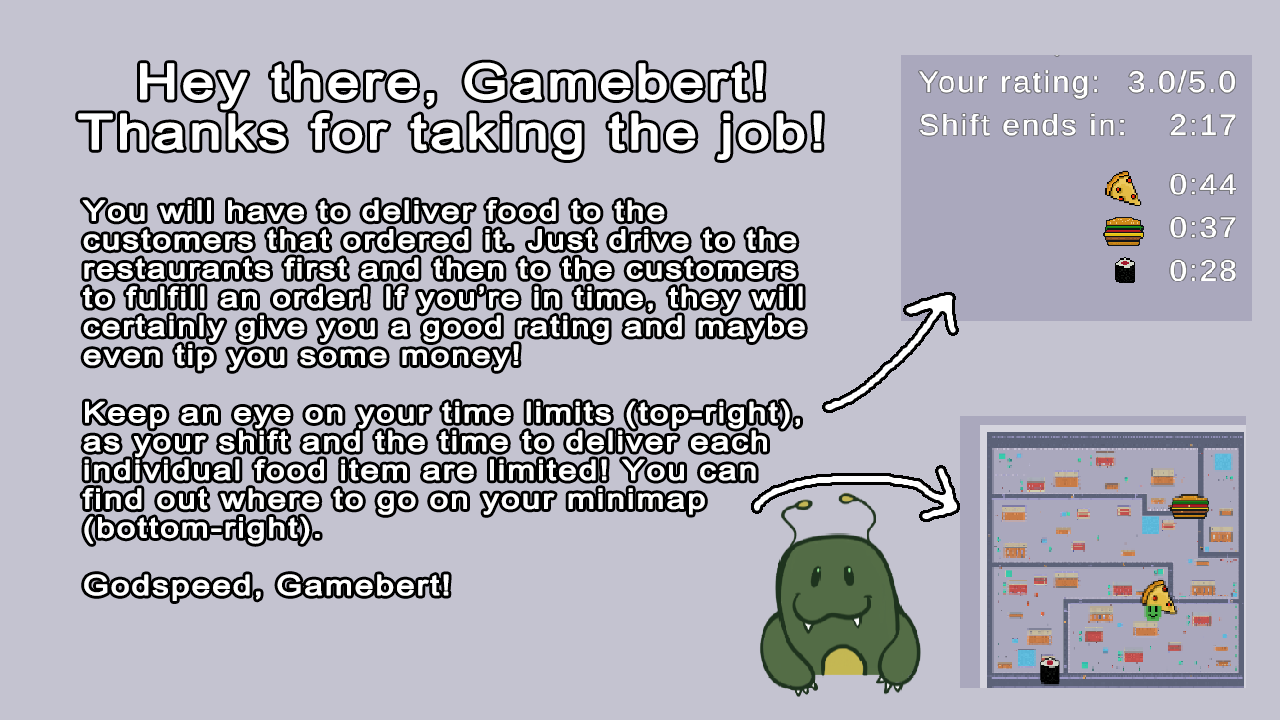 Hey there, Gamebert!
Thanks for taking the job!
You will have to deliver food to the
customers that ordered it. Just drive to the
restaurants first and then to the customers
to fulfill an order! If you're in time, they will
certainly give you a good rating and maybe
even tip you some money!
Keep an eye on your time limits (top-right),
as your shift and the time to deliver each
individual food item are limited! You can
find out where to go on your minimap
(bottom-right).
Godspeed, Gamebert!
Your rating: 3.0/5.0
Shift ends in: 2:17
0:44
0:37
0:28